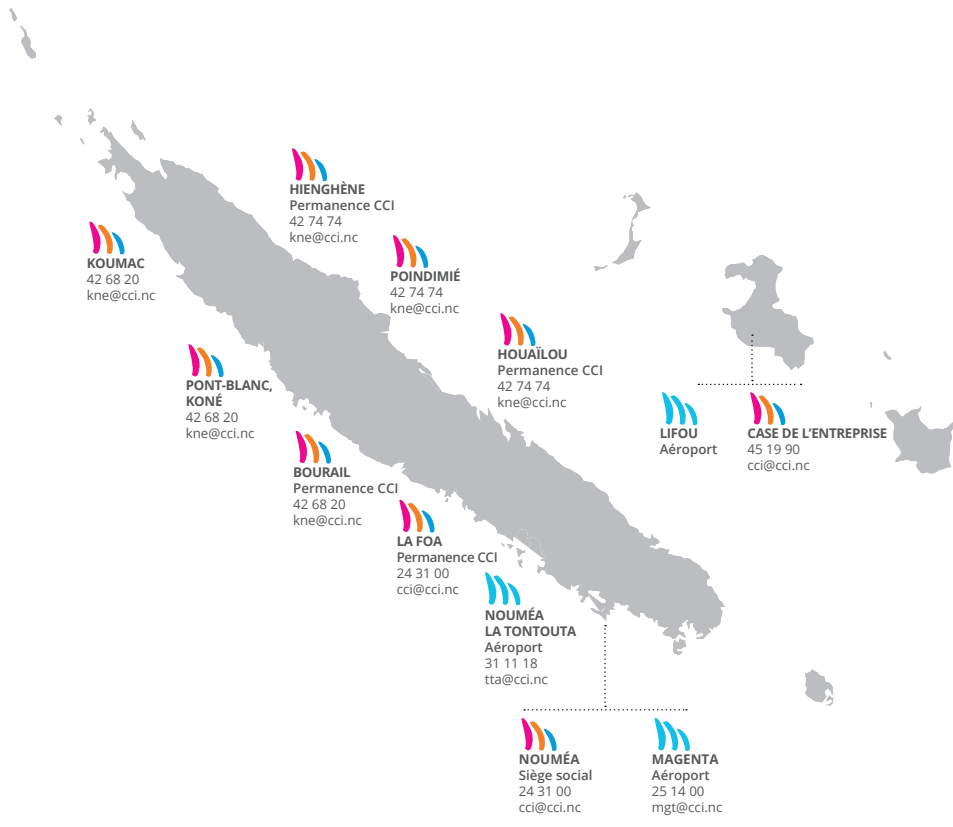 HIENGHÈNE
Permanence CCI
42 74 74
kne@cci.nc
KOUMAC
42 68 20
kne@cci.nc
POINDIMIÉ
42 74 74
kne@cci.nc
HOUAÏLOU
Permanence CCI
42 74 74
kne@cci.nc
PONT-BLANC,
KONÉ
42 68 20
kne@cci.nc
LIFOU
Aéroport
CASE DE L'ENTREPRISE
45 19 90
cci@cci.nc
BOURAIL
Permanence CCI
42 68 20
kne@cci.nc
LA FOA
Permanence CCI
24 31 00
cci@cci.nc
NOUMÉA
LA TONTOUTA
Aéroport
31 11 18
tta@cci.nc
NOUMÉA
Siège social
24 31 00
cci@cci.nc
MAGENTA
Aéroport
25 14 00
mgt@cci.nc